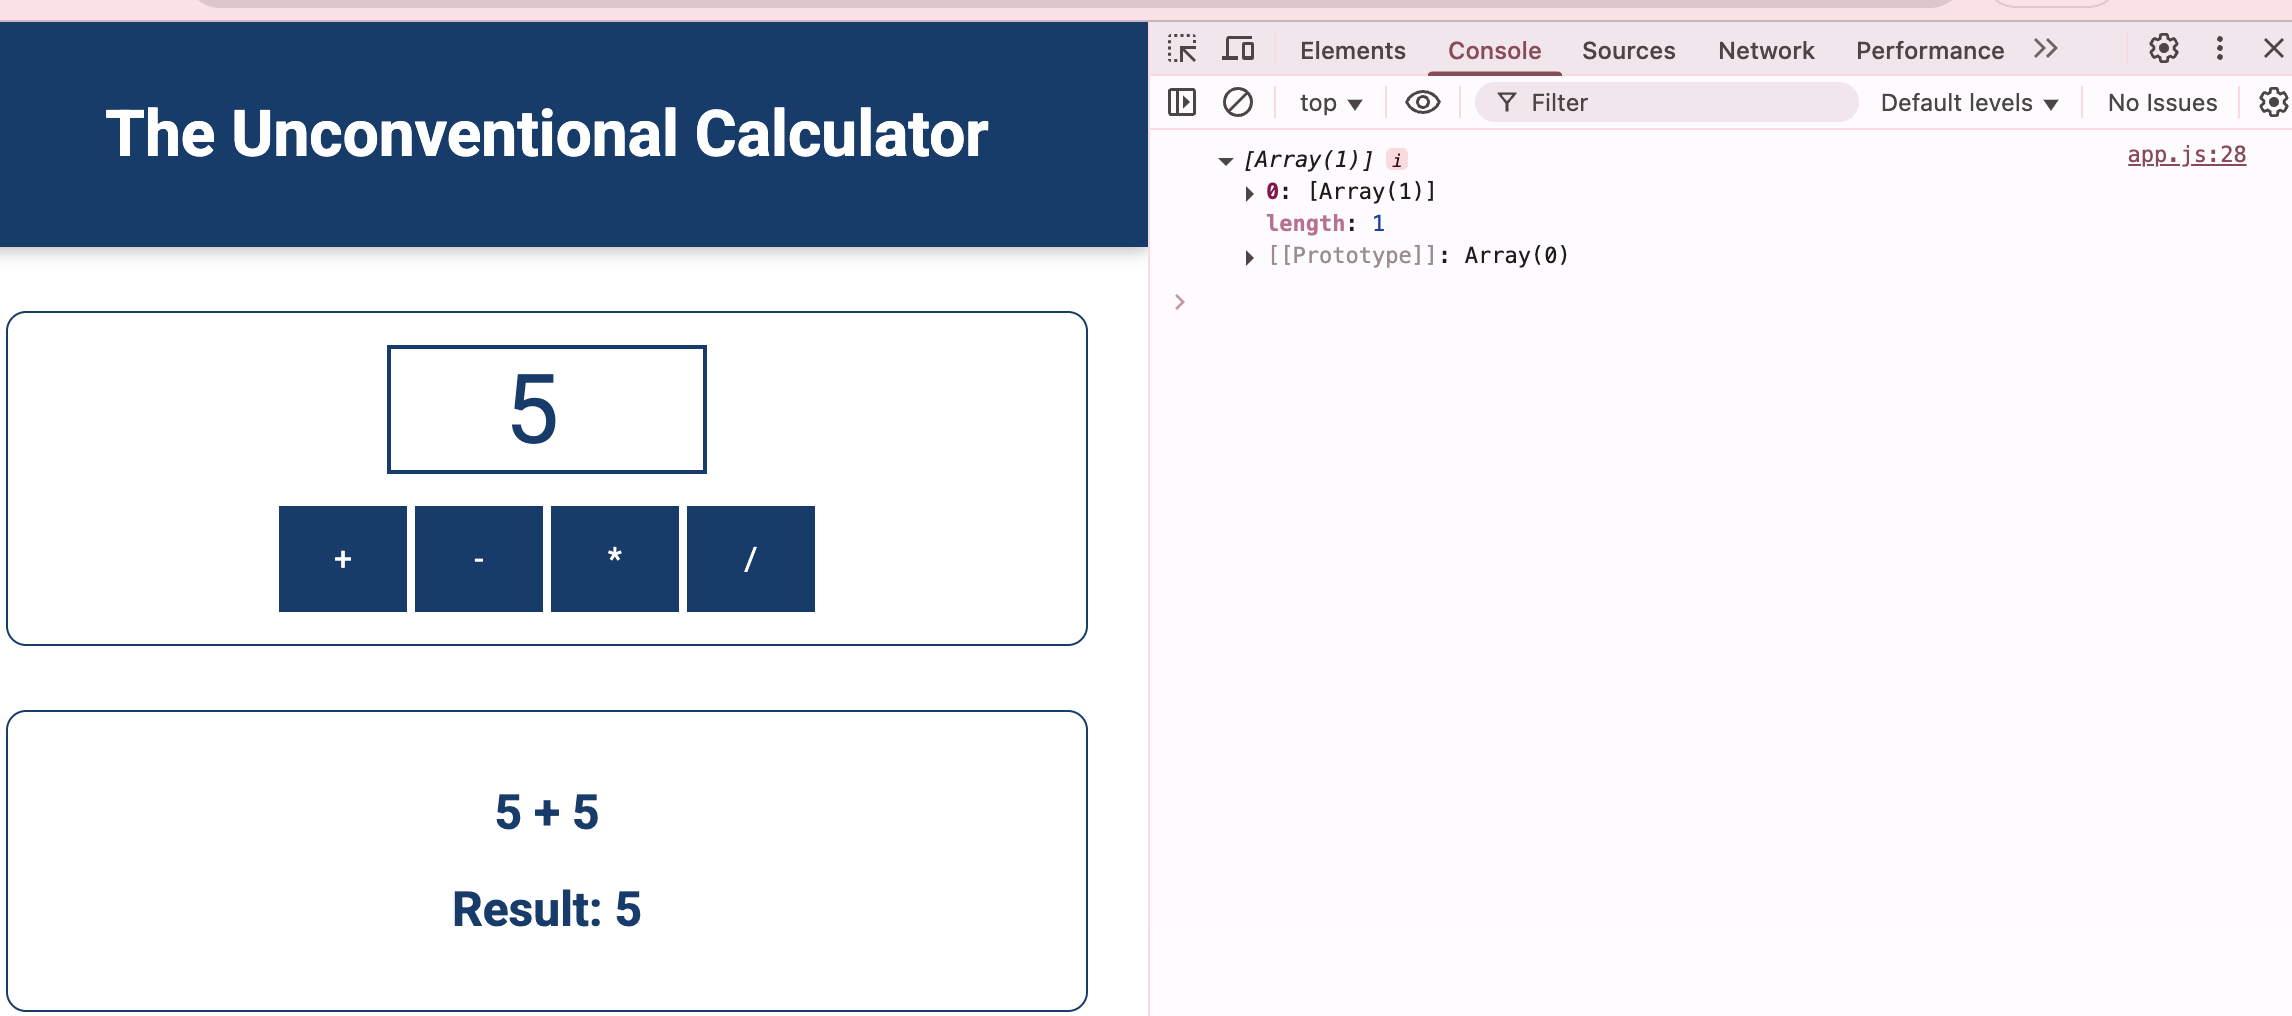 The Unconventional Calculator
5
+ - * /
5 + 5
Result: 5
Elements Console Sources Network Performance
top Filter Default levels No Issues
[Array(1)] i app.js:28
0: [Array(1)]
length: 1
[[Prototype]]: Array(0)